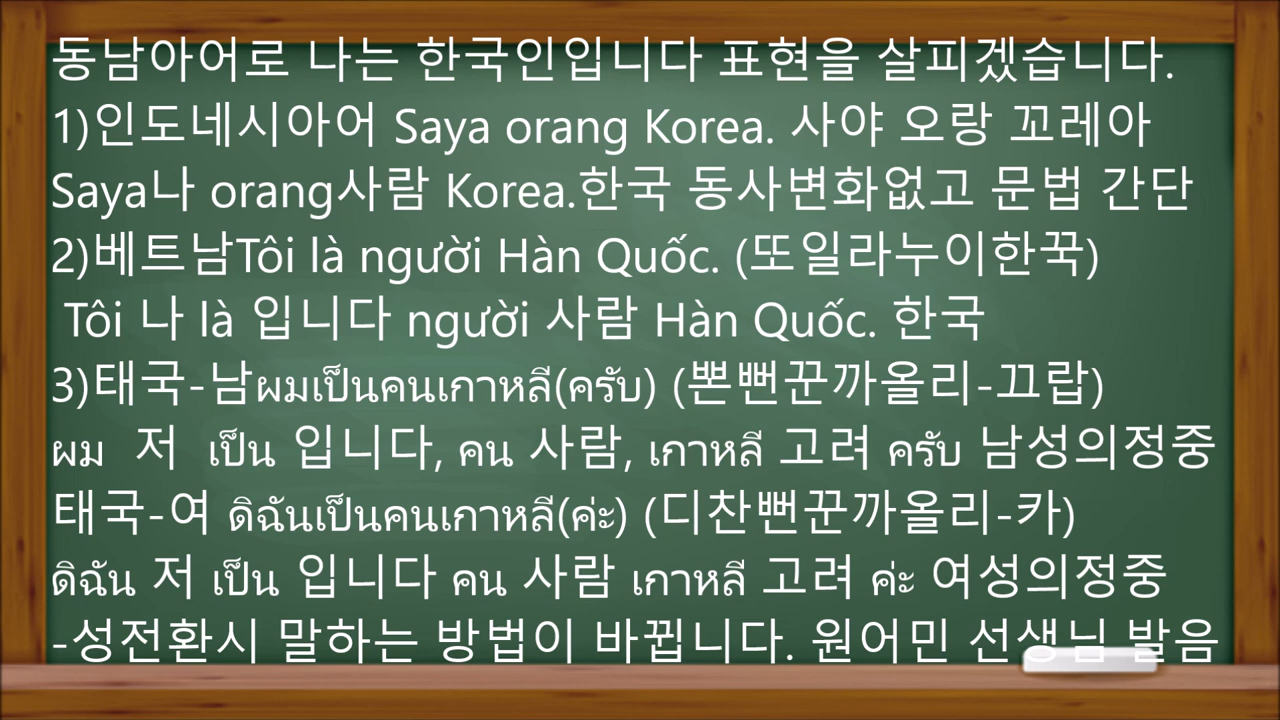 동남아어로 나는 한국인입니다 표현을 살피겠습니다.
1)인도네시아어 Saya orang Korea. 사야 오랑 꼬레아
Saya나 orang사람 Korea.한국 동사변화없고 문법 간단
2)베트남Tôi là người Hàn Quốc. (또일라누이한꾹)
Tôi 나 là 입니다 người 사람 Hàn Quốc. 한국
3)태국-남ผมเป็นคนเกาหลี(ครับ) (뽄뻔꾼까올리-끄랍)
ผม 저 เป็น 입니다, คน 사람, เกาหลี 고려 ครับ 남성의정중
태국-여 ดิฉันเป็นคนเกาหลี(ค่ะ) (디찬뻔꾼까올리-카)
ดิฉัน 저 เป็น 입니다 คน 사람 เกาหลี 고려 ค่ะ 여성의정중
-성전환시 말하는 방법이 바뀝니다. 원어민 선생님 발음